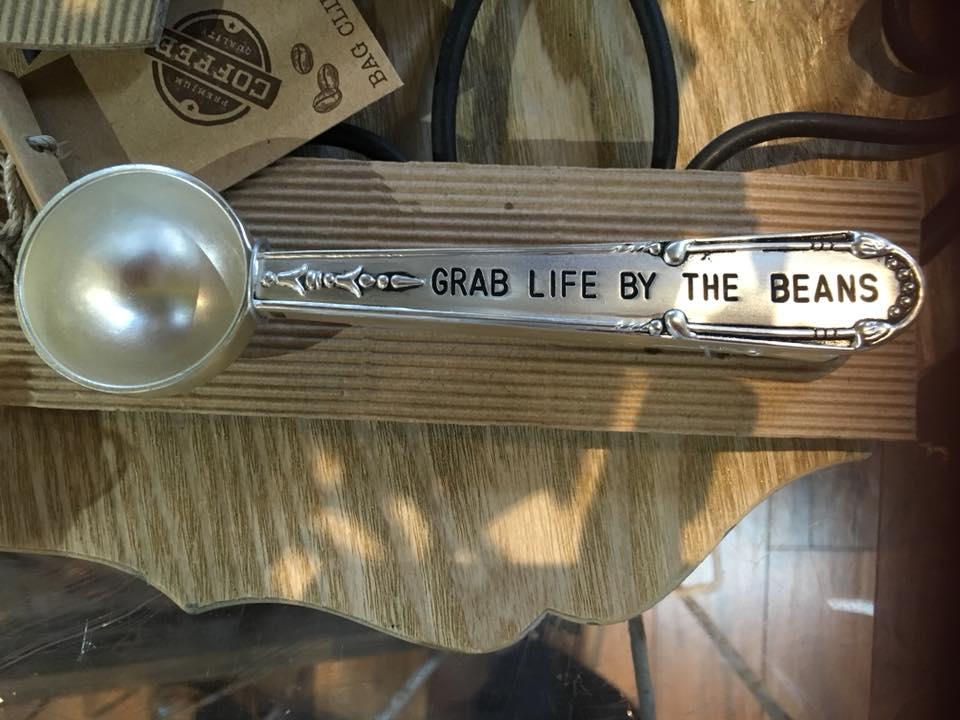 PREMIUM
COFFEE
QUALITY
BAG CLI
GRAB LIFE BY THE BEANS